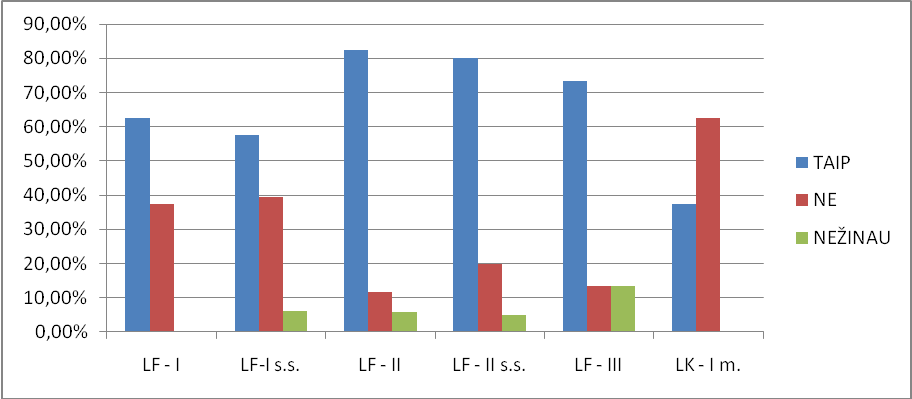 90,00%
80,00%
70,00%
60,00%
50,00%
40,00%
30,00%
20,00%
10,00%
0,00%
LF - I LF-I s.s. LF - II LF - II s.s. LF - III LK - I m.
TAIP
NE
NEŽINAU